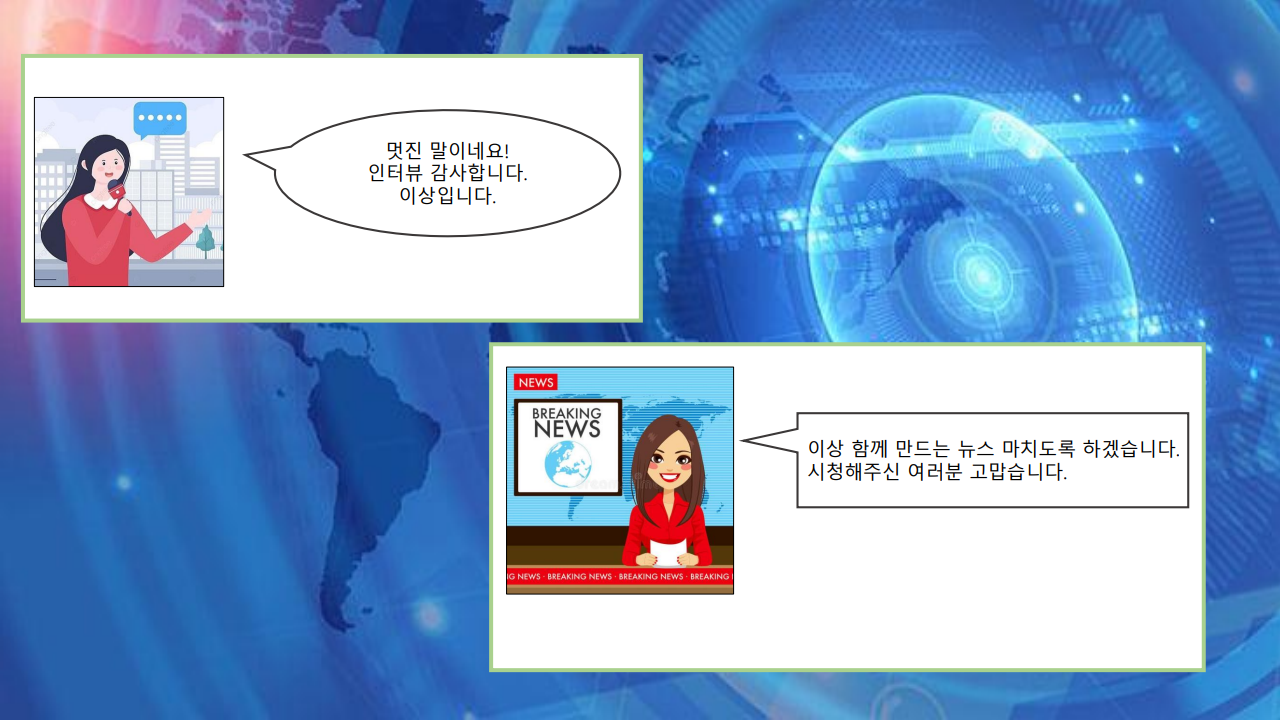 멋진 말이네요!
인터뷰 감사합니다.
이상입니다.
NEWS
BREAKING
NEWS
이상 함께 만드는 뉴스 마치도록 하겠습니다.
시청해주신 여러분 고맙습니다.
NG NEWS · BREAKING NEWS · BREAKING NEWS · BREAKING